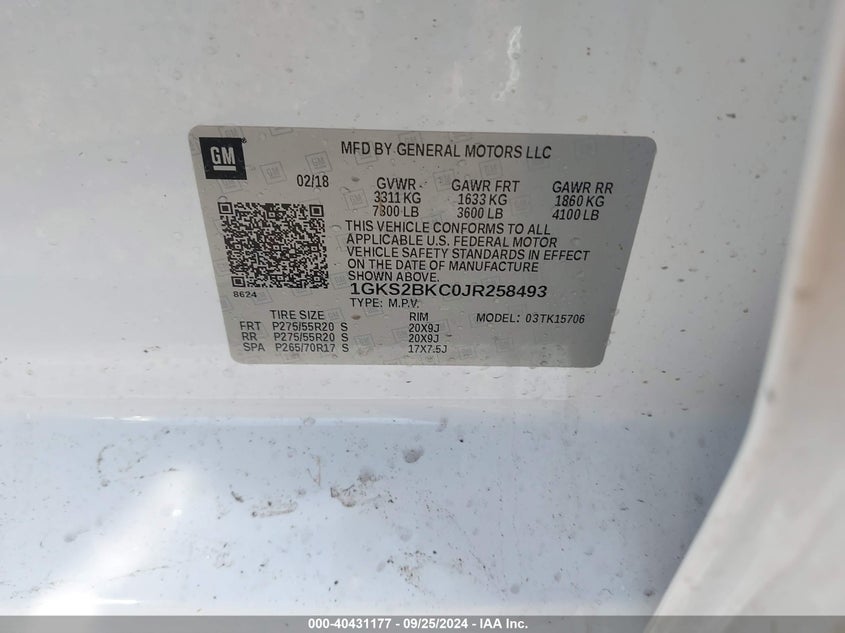 GM
MFD BY GENERAL MOTORS LLC
02/18 GVWR GAWR FRT GAWR RR
3311 KG 1633 KG 1860 KG
7300 LB 3600 LB 4100 LB
THIS VEHICLE CONFORMS TO ALL
APPLICABLE U.S. FEDERAL MOTOR
VEHICLE SAFETY STANDARDS IN EFFECT
ON THE DATE OF MANUFACTURE
SHOWN ABOVE.
8624
1GKS2BKC0JR258493
TYPE: M.P.V.
TIRE SIZE RIM MODEL: 03TK15706
FRT P275/55R20 S 20X9J
RR P275/55R20 S 20X9J
SPA P265/70R17 S 17X7.5J
000-40431177 - 09/25/2024 - IAA Inc.